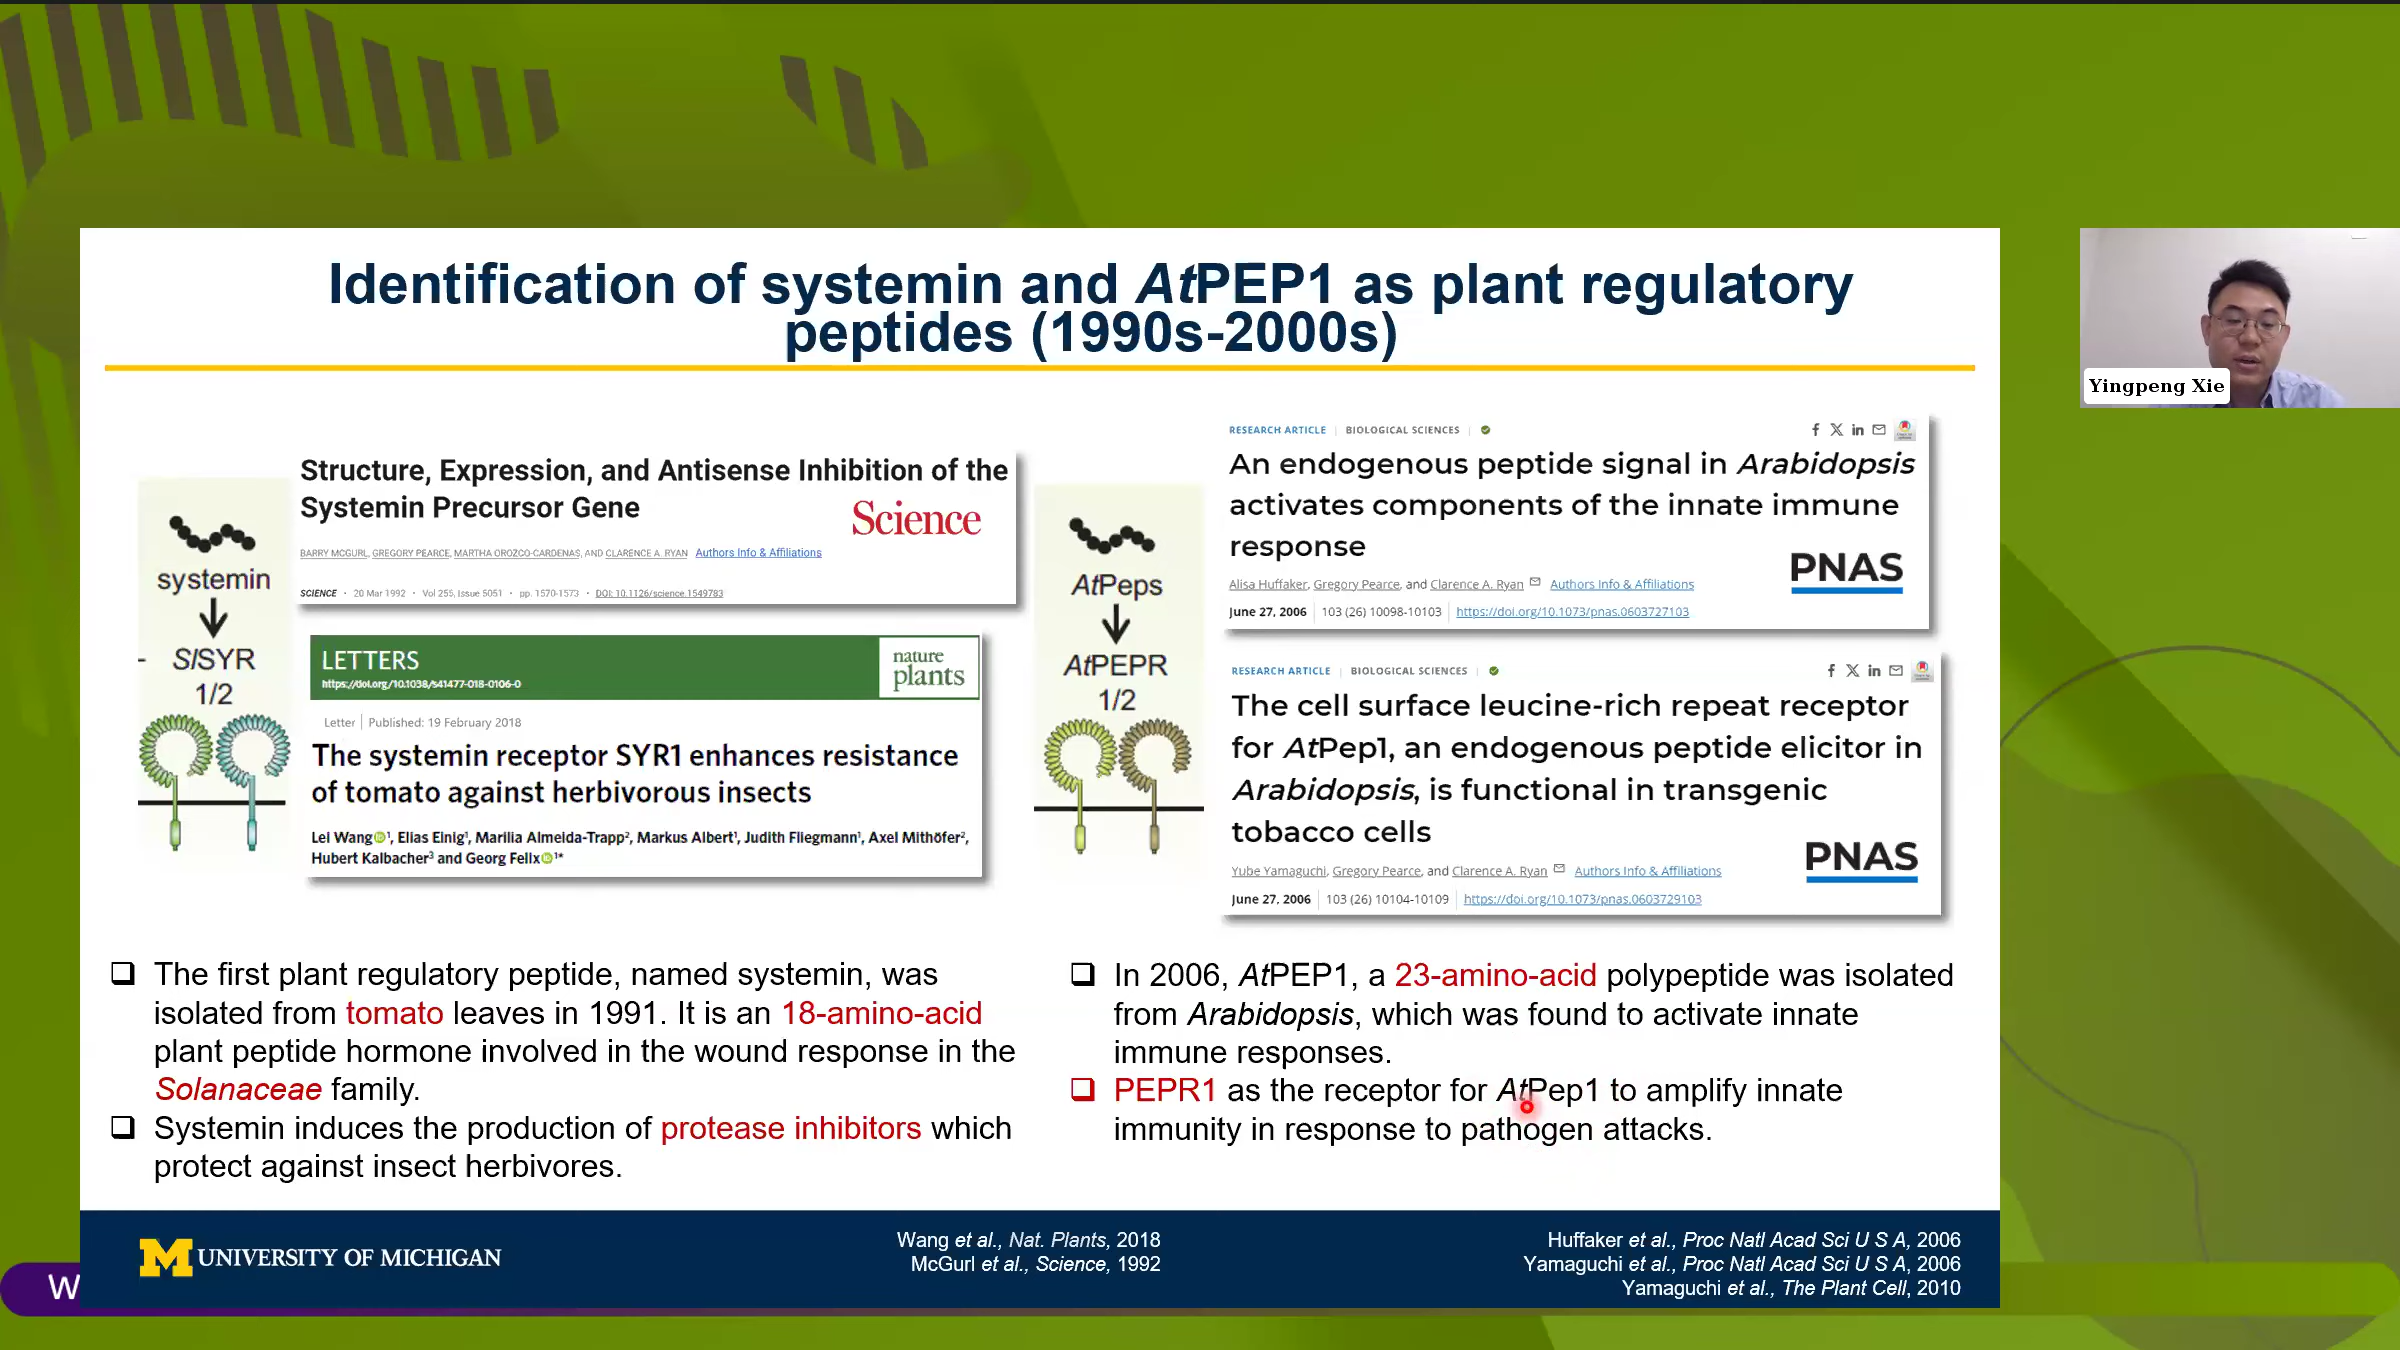 Identification of systemin and AtPEP1 as plant regulatory
peptides (1990s-2000s)
systemin
SlSYR
1/2
Structure, Expression, and Antisense Inhibition of the
Systemin Precursor Gene
Science
BARRY MCGURL, GREGORY PEARCE, MARTHA OROZCO-CARDENAS, AND CLARENCE A. RYAN Authors Info & Affiliations
SCIENCE · 20 Mar 1992 · Vol 255, Issue 5051 · pp. 1570-1573 · DOI: 10.1126/science.1549783
LETTERS
https://doi.org/10.1038/s41477-018-0106-0
nature
plants
Letter | Published: 19 February 2018
The systemin receptor SYR1 enhances resistance
of tomato against herbivorous insects
Lei Wang1, Elias Einig1, Marilia Almeida-Trapp2, Markus Albert1, Judith Fliegmann1, Axel Mithöfer2,
Hubert Kalbacher3 and Georg Felix1*
The first plant regulatory peptide, named systemin, was
isolated from tomato leaves in 1991. It is an 18-amino-acid
plant peptide hormone involved in the wound response in the
Solanaceae family.
Systemin induces the production of protease inhibitors which
protect against insect herbivores.
AtPeps
AtPEPR
1/2
RESEARCH ARTICLE | BIOLOGICAL SCIENCES |
An endogenous peptide signal in Arabidopsis
activates components of the innate immune
response
PNAS
Alisa Huffaker, Gregory Pearce, and Clarence A. Ryan Authors Info & Affiliations
June 27, 2006 | 103 (26) 10098-10103 | https://doi.org/10.1073/pnas.0603727103
RESEARCH ARTICLE | BIOLOGICAL SCIENCES |
The cell surface leucine-rich repeat receptor
for AtPep1, an endogenous peptide elicitor in
Arabidopsis, is functional in transgenic
tobacco cells
PNAS
Yube Yamaguchi, Gregory Pearce, and Clarence A. Ryan Authors Info & Affiliations
June 27, 2006 | 103 (26) 10104-10109 | https://doi.org/10.1073/pnas.0603729103
In 2006, AtPEP1, a 23-amino-acid polypeptide was isolated
from Arabidopsis, which was found to activate innate
immune responses.
PEPR1 as the receptor for AtPep1 to amplify innate
immunity in response to pathogen attacks.
M UNIVERSITY OF MICHIGAN
Wang et al., Nat. Plants, 2018
McGurl et al., Science, 1992
Huffaker et al., Proc Natl Acad Sci U S A, 2006
Yamaguchi et al., Proc Natl Acad Sci U S A, 2006
Yamaguchi et al., The Plant Cell, 2010
Yingpeng Xie